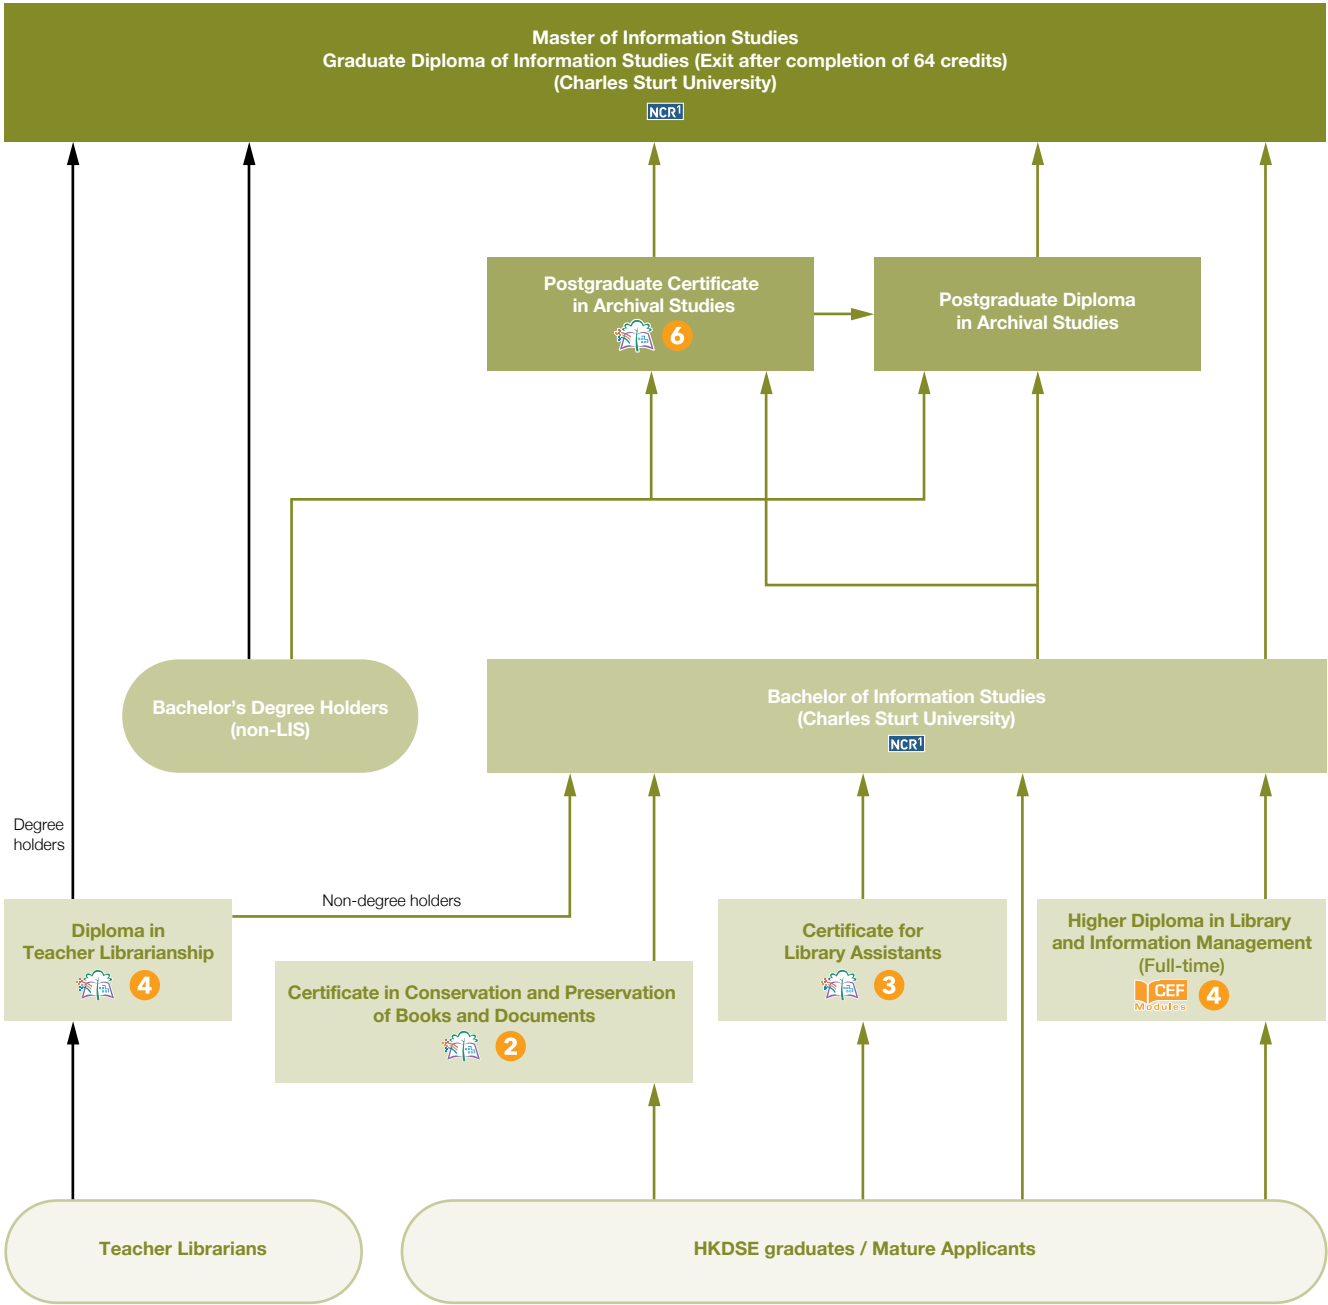 Master of Information Studies
Graduate Diploma of Information Studies (Exit after completion of 64 credits)
(Charles Sturt University)
NCR1
Postgraduate Certificate
in Archival Studies
6
Postgraduate Diploma
in Archival Studies
Bachelor’s Degree Holders
(non-LIS)
Bachelor of Information Studies
(Charles Sturt University)
NCR1
Degree
holders
Non-degree holders
Diploma in
Teacher Librarianship
4
Certificate in Conservation and Preservation
of Books and Documents
2
Certificate for
Library Assistants
3
Higher Diploma in Library
and Information Management
(Full-time)
CEF
Modules
4
Teacher Librarians
HKDSE graduates / Mature Applicants